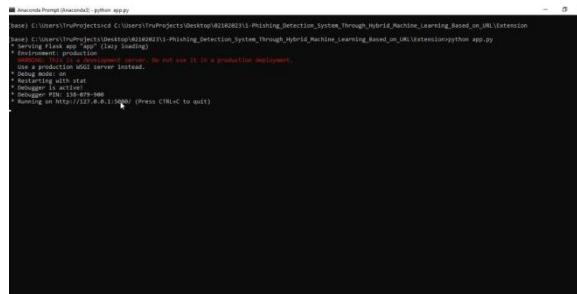 Anaconda Prompt (Anaconda3) - python app.py
(base) C:\Users\TruProjects>cd C:\Users\TruProjects\Desktop\02102023\1-Phishing_Detection_System_Through_Hybrid_Machine_Learning_Based_on_URL\Extension
(base) C:\Users\TruProjects\Desktop\02102023\1-Phishing_Detection_System_Through_Hybrid_Machine_Learning_Based_on_URL\Extension>python app.py
* Serving Flask app "app" (lazy loading)
* Environment: production
WARNING: This is a development server. Do not use it in a production deployment.
Use a production WSGI server instead.
* Debug mode: on
* Restarting with stat
* Debugger is active!
* Debugger PIN: 138-079-908
* Running on http://127.0.0.1:5000/ (Press CTRL+C to quit)